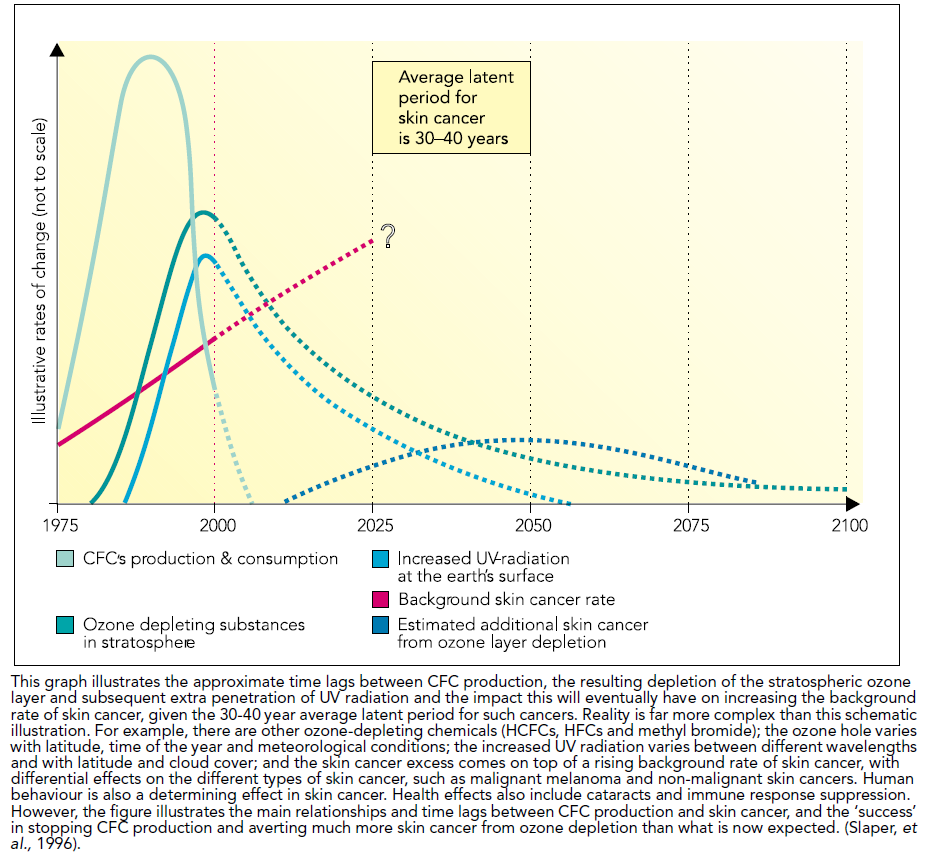 Illustrative rates of change (not to scale)
Average latent
period for
skin cancer
is 30–40 years
?
1975
2000
2025
2050
2075
2100
CFC's production & consumption
Ozone depleting substances
in stratosphere
Increased UV-radiation
at the earth's surface
Background skin cancer rate
Estimated additional skin cancer
from ozone layer depletion
This graph illustrates the approximate time lags between CFC production, the resulting depletion of the stratospheric ozone
layer and subsequent extra penetration of UV radiation and the impact this will eventually have on increasing the background
rate of skin cancer, given the 30-40 year average latent period for such cancers. Reality is far more complex than this schematic
illustration. For example, there are other ozone-depleting chemicals (HCFCs, HFCs and methyl bromide); the ozone hole varies
with latitude, time of the year and meteorological conditions; the increased UV radiation varies between different wavelengths
and with latitude and cloud cover; and the skin cancer excess comes on top of a rising background rate of skin cancer, with
differential effects on the different types of skin cancer, such as malignant melanoma and non-malignant skin cancers. Human
behaviour is also a determining effect in skin cancer. Health effects also include cataracts and immune response suppression.
However, the figure illustrates the main relationships and time lags between CFC production and skin cancer, and the ‘success’
in stopping CFC production and averting much more skin cancer from ozone depletion than what is now expected. (Slaper, et
al., 1996).